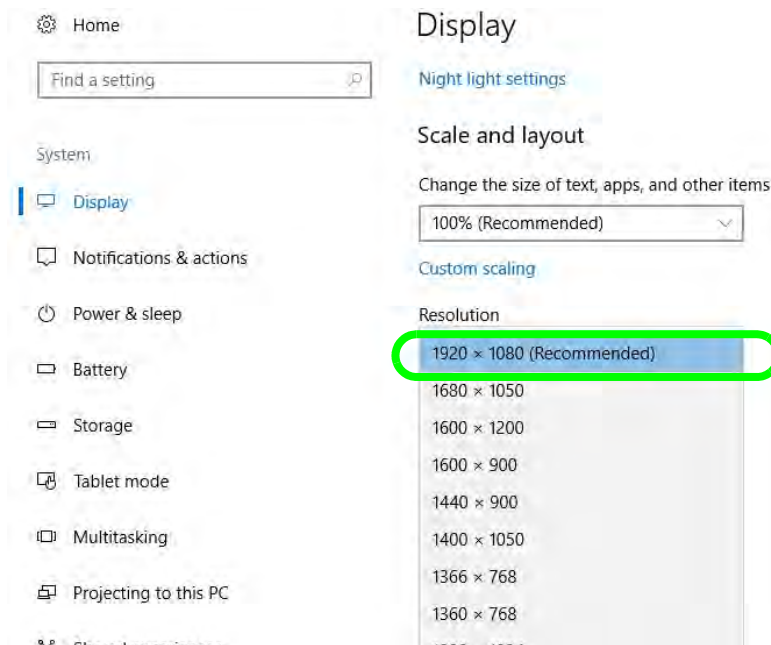 Home
Find a setting
System
Display
Notifications & actions
Power & sleep
Battery
Storage
Tablet mode
Multitasking
Projecting to this PC
Display
Night light settings
Scale and layout
Change the size of text, apps, and other items
100% (Recommended)
Custom scaling
Resolution
1920 × 1080 (Recommended)
1680 × 1050
1600 × 1200
1600 × 900
1440 × 900
1400 × 1050
1366 × 768
1360 × 768